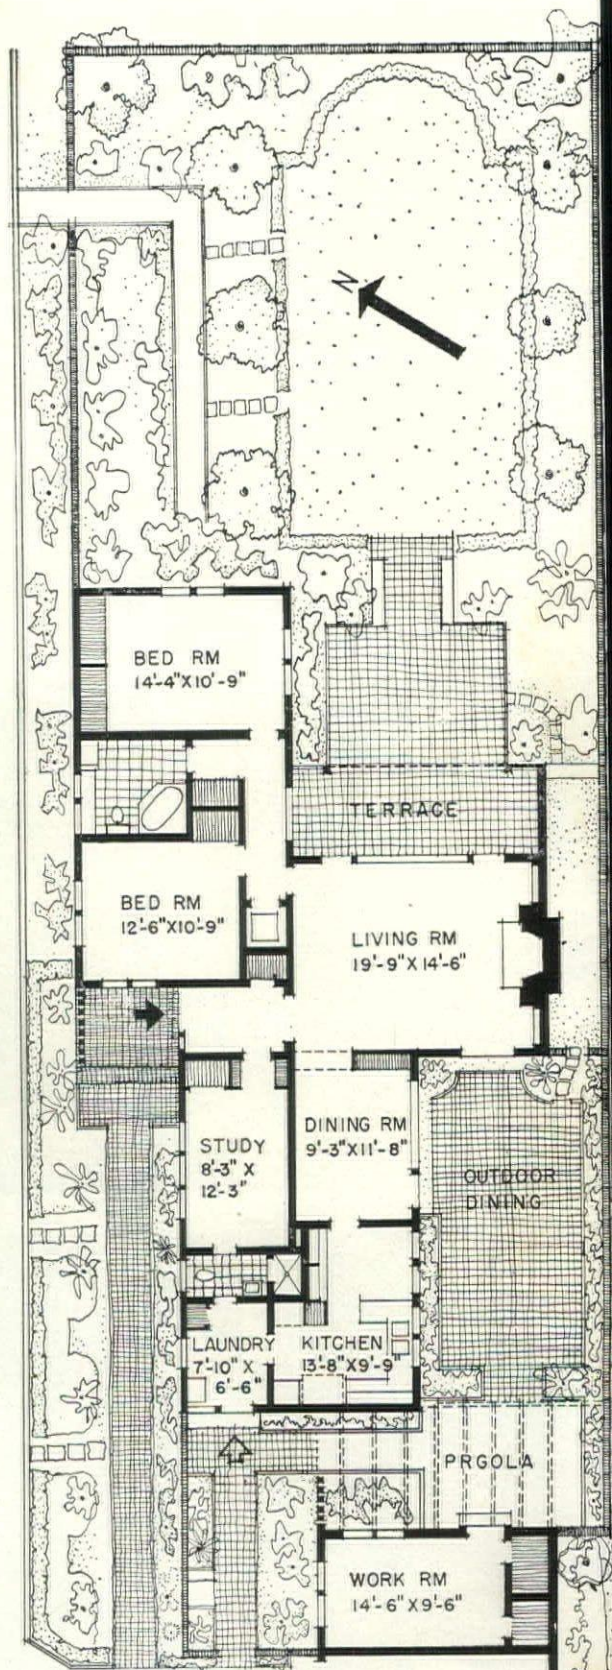 N
BED RM
14'-4"X10'-9"
TERRACE
BED RM
12'-6"X10'-9"
LIVING RM
19'-9" X 14'-6"
DINING RM
9'-3"X11'-8"
STUDY
8'-3" X
12'-3"
OUTDOOR
DINING
LAUNDRY
7'-10" X
6'-6"
KITCHEN
13'-8"X9'-9"
PRGOLA
WORK RM
14'-6"X9'-6"